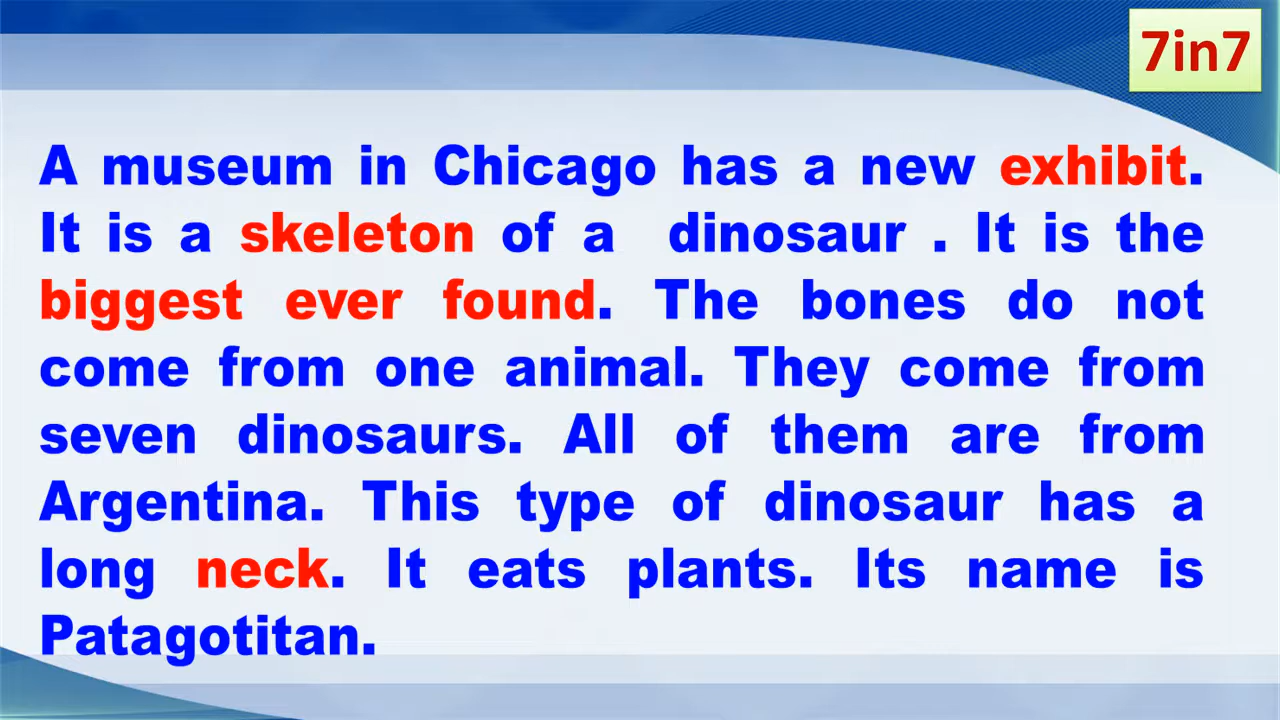 7in7
A museum in Chicago has a new exhibit.
It is a skeleton of a dinosaur . It is the
biggest ever found. The bones do not
come from one animal. They come from
seven dinosaurs. All of them are from
Argentina. This type of dinosaur has a
long neck. It eats plants. Its name is
Patagotitan.